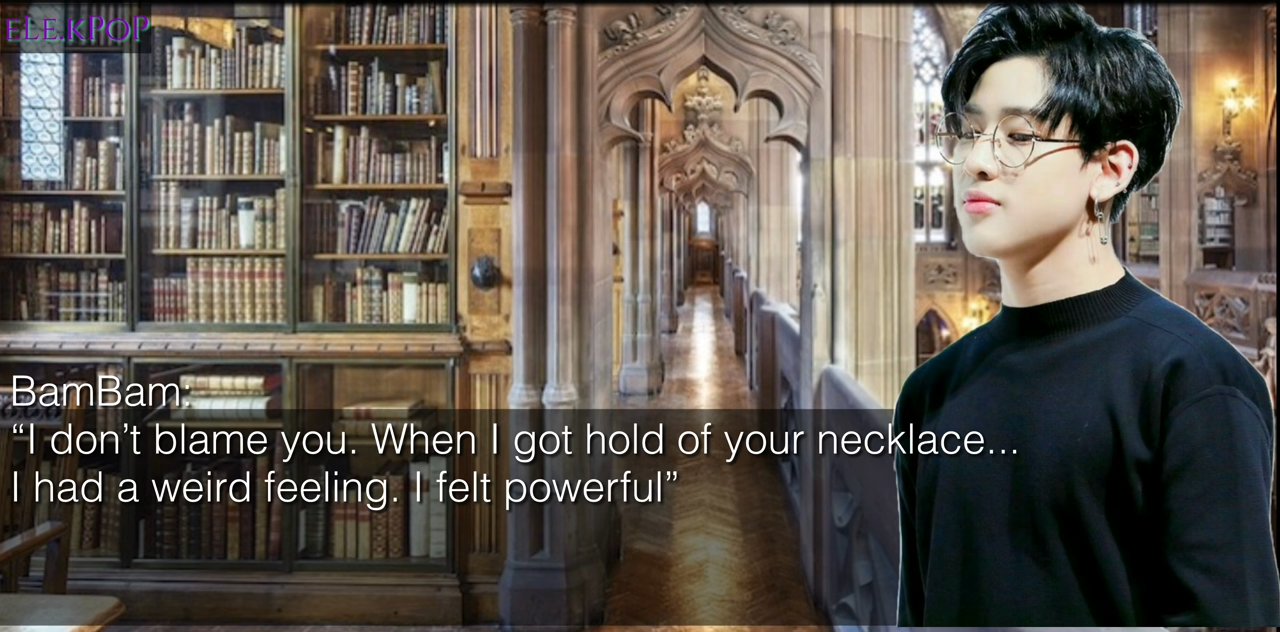 ELE.KPOP
BamBam:
“I don’t blame you. When I got hold of your necklace...
I had a weird feeling. I felt powerful”